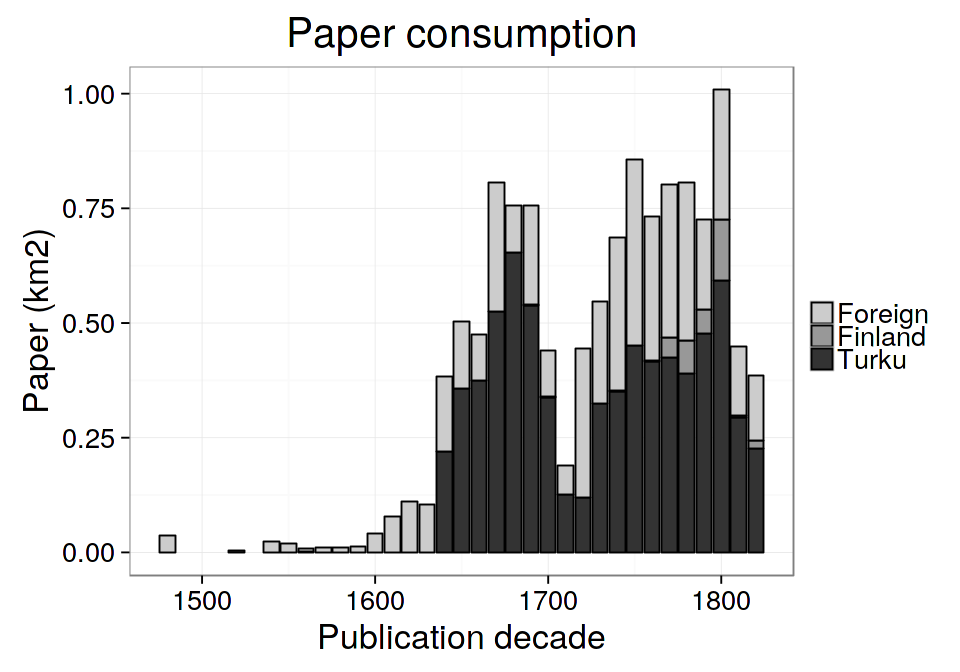 Paper consumption
Paper (km2)
1.00
0.75
0.50
0.25
0.00
1500 1600 1700 1800
Publication decade
Foreign
Finland
Turku